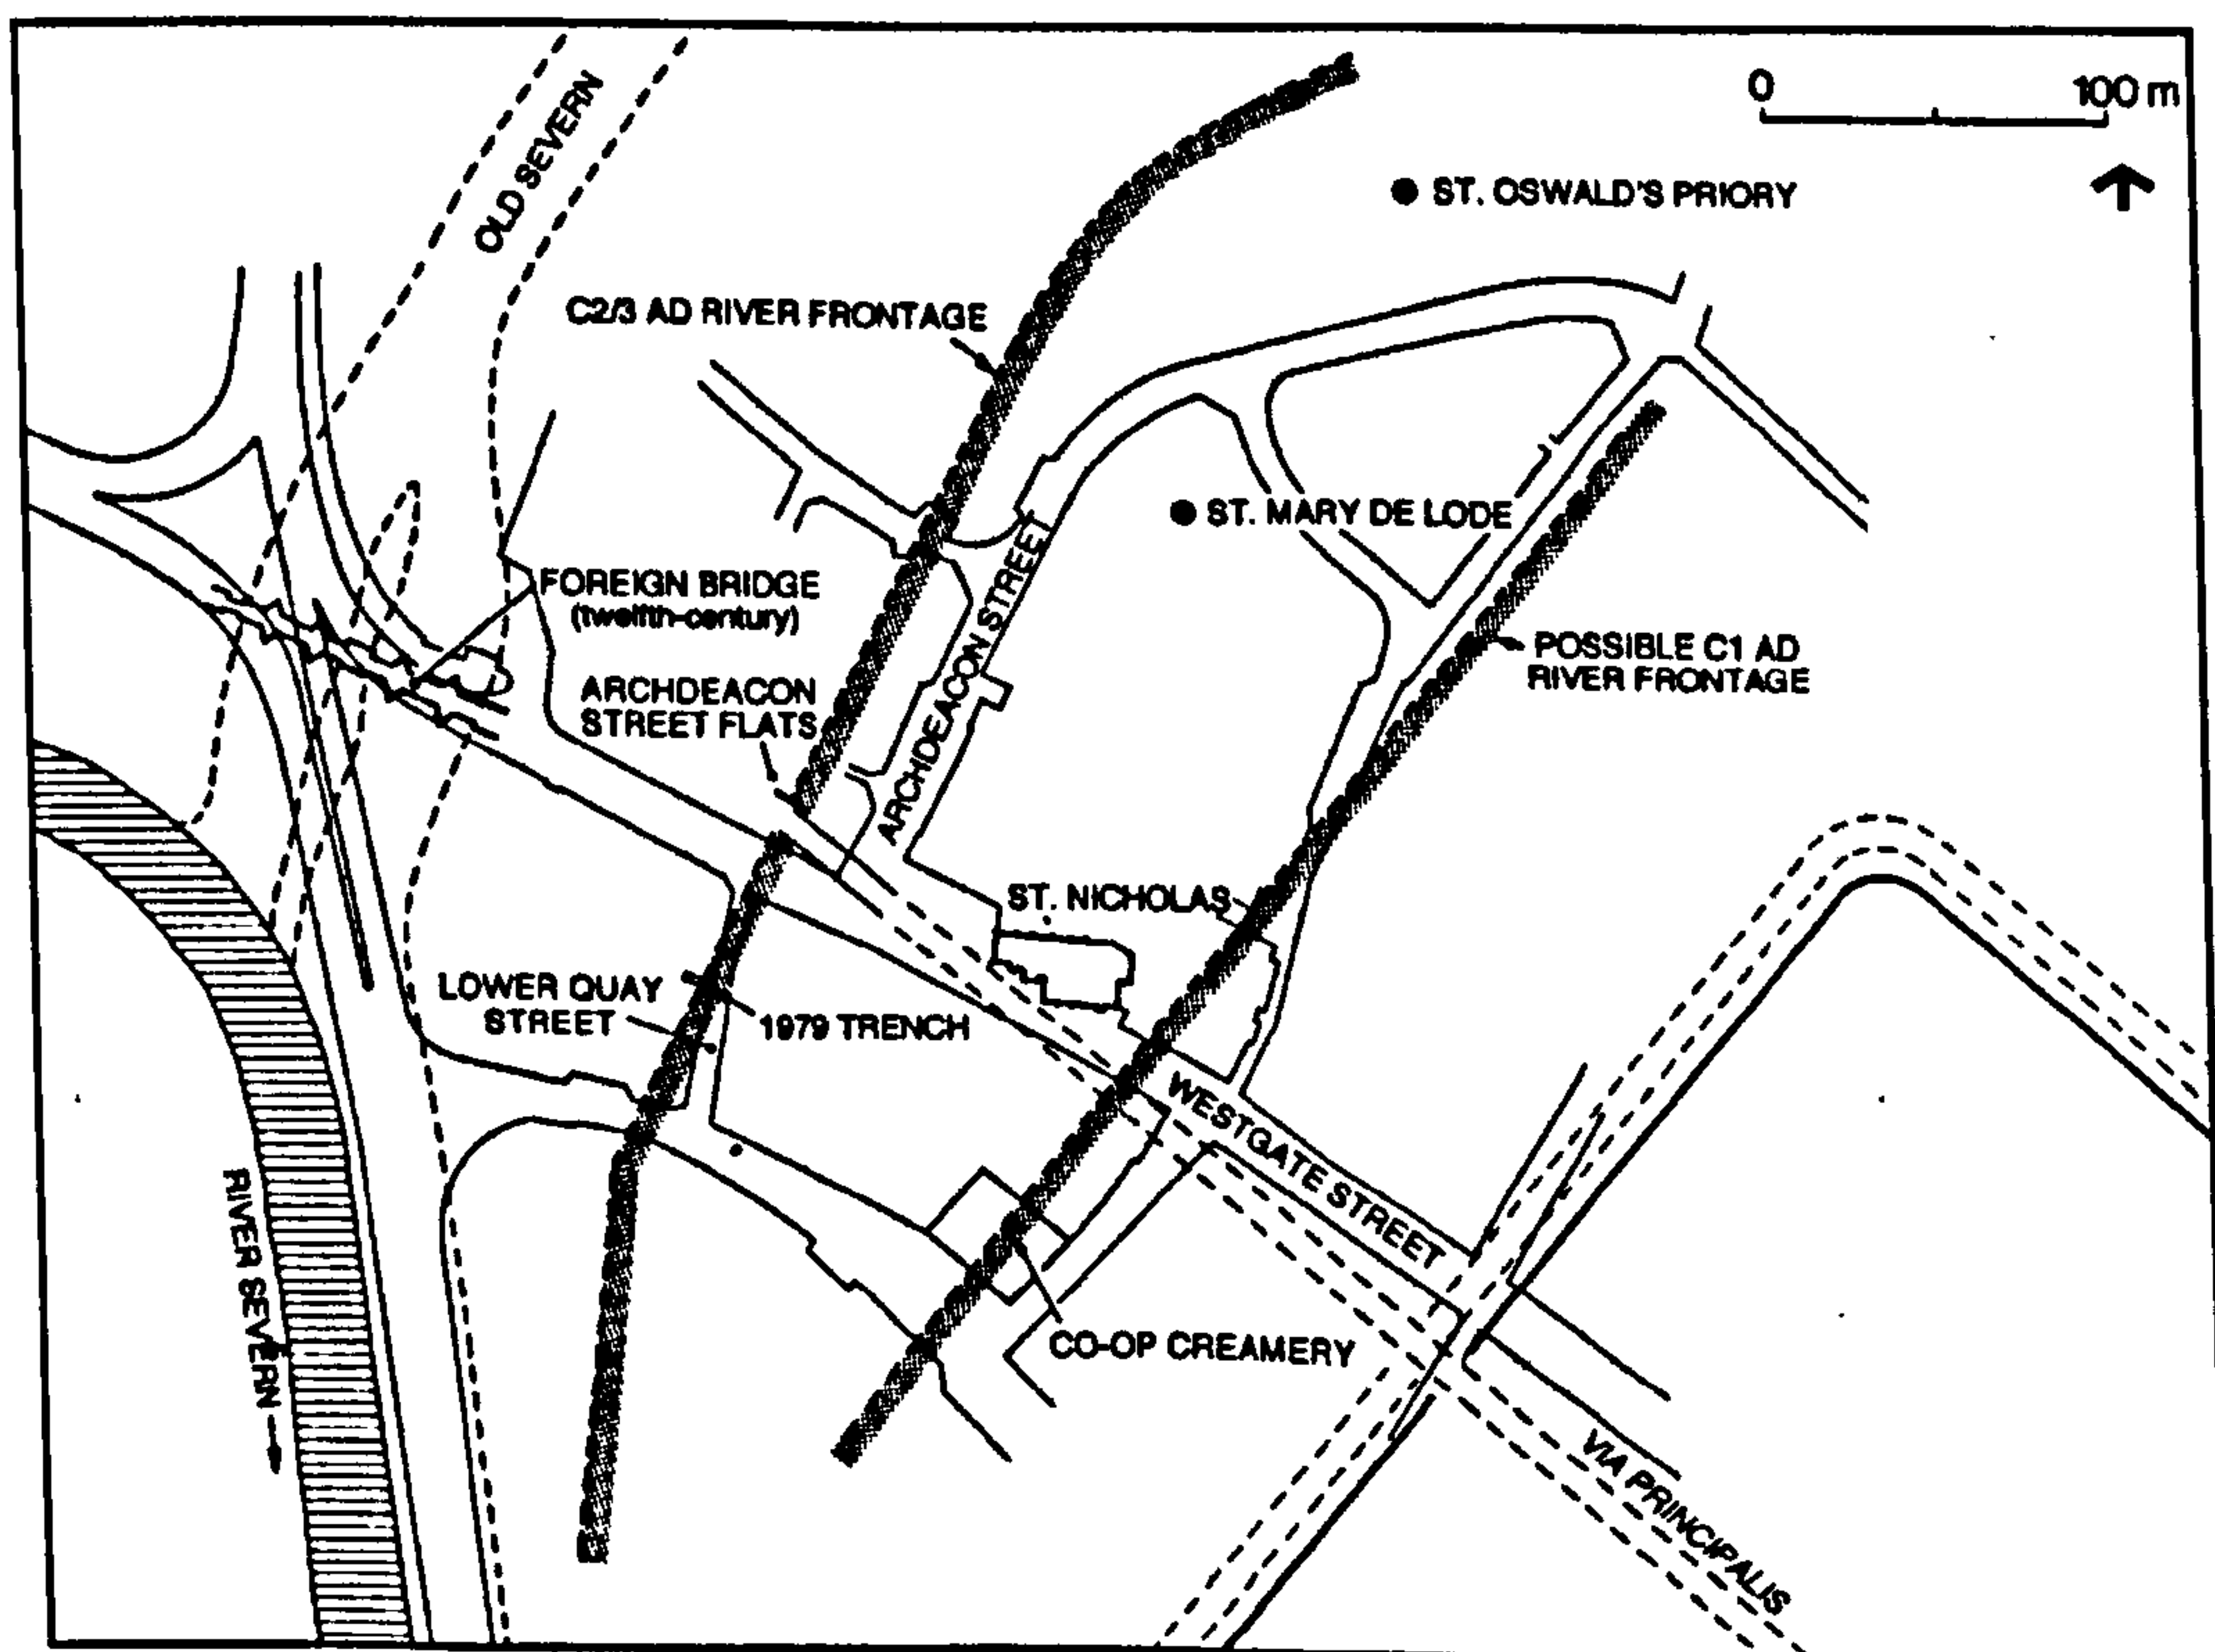 OLD SEVERN
0 100 m
ST. OSWALD'S PRIORY
C2/3 AD RIVER FRONTAGE
ST. MARY DE LODE
FOREIGN BRIDGE
(twelfth-century)
ARCHDEACON STREET
POSSIBLE C1 AD
RIVER FRONTAGE
ARCHDEACON
STREET FLATS
ST. NICHOLAS
LOWER QUAY
STREET
1979 TRENCH
WESTGATE STREET
RIVER SEVERN
CO-OP CREAMERY
VIA PRINCIPALIS